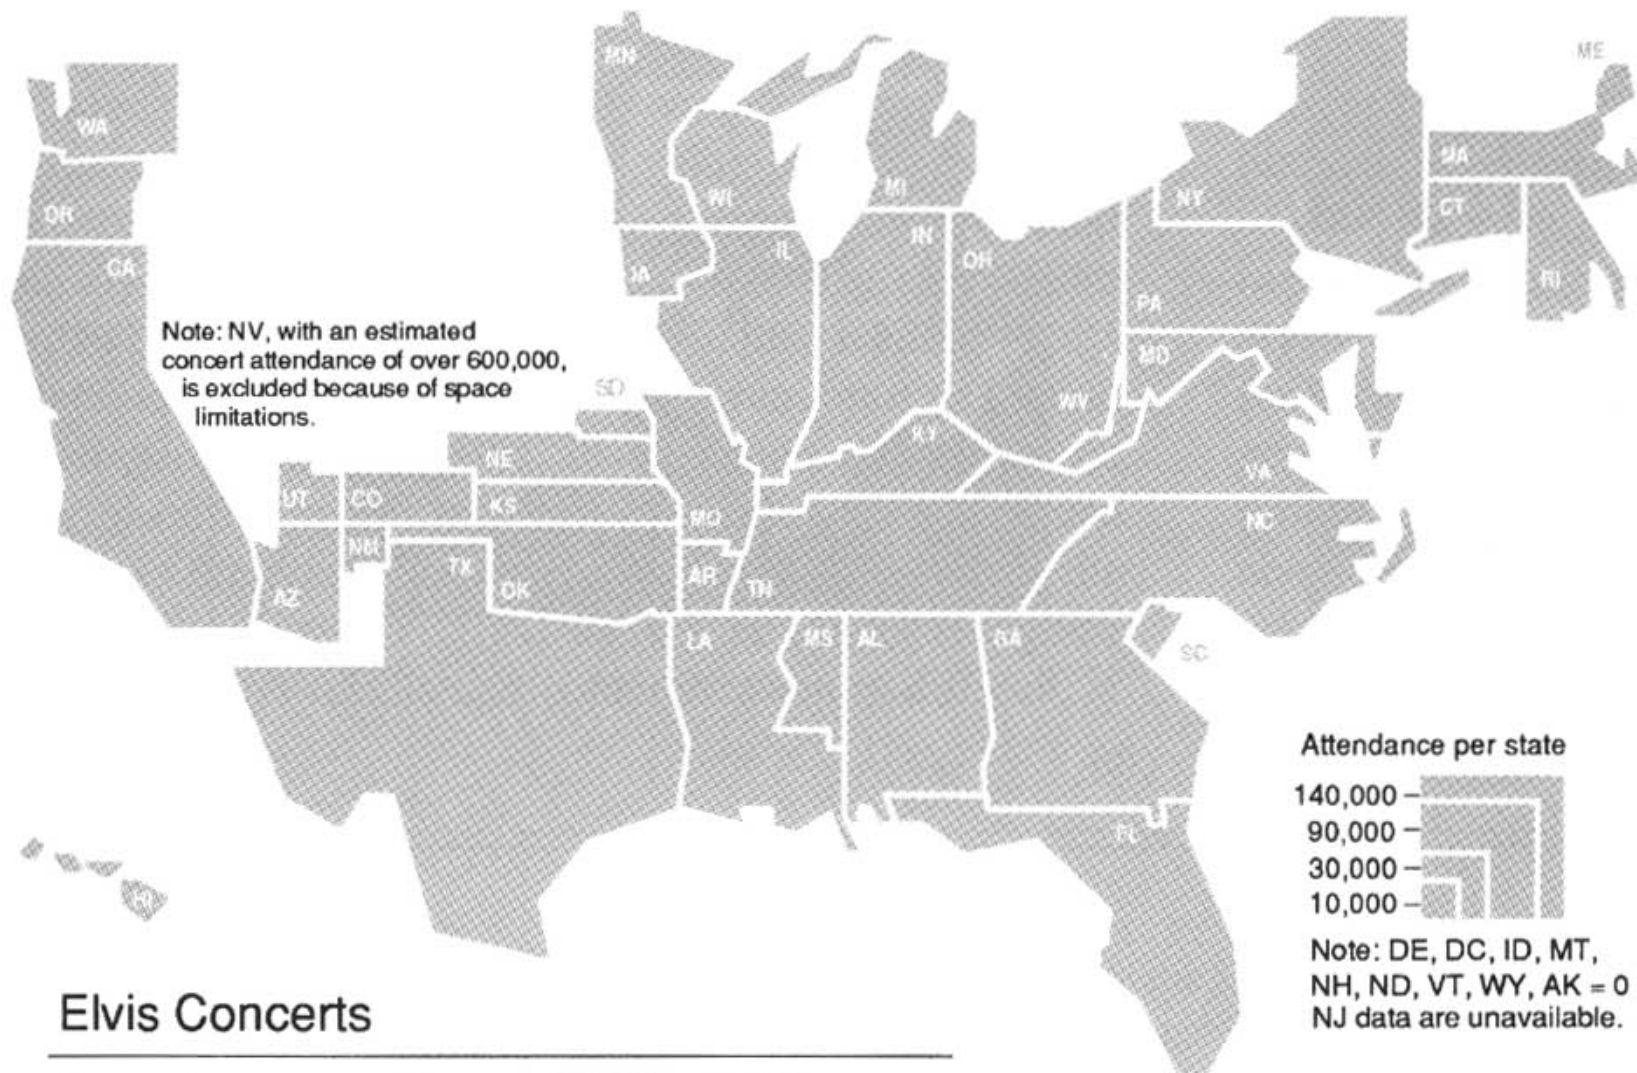 ME
MN
WA
MA
WI
MI
NY
CT
OR
IL
IN
OH
CA
IA
RI
PA
Note: NV, with an estimated
concert attendance of over 600,000,
is excluded because of space
limitations.
MD
SD
WV
KY
NE
VA
UT
CO
KS
MO
NC
NM
TX
AR
TN
OK
AZ
LA
MS
AL
GA
SC
Attendance per state
140,000
90,000
30,000
10,000
FL
HI
Note: DE, DC, ID, MT,
NH, ND, VT, WY, AK = 0
NJ data are unavailable.
Elvis Concerts